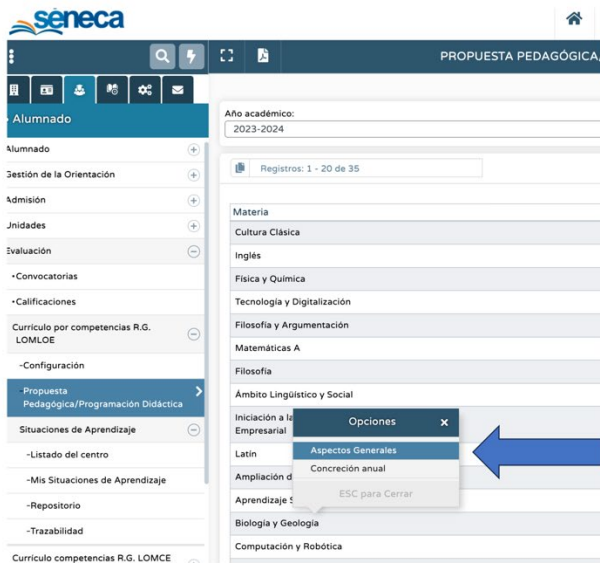 séneca
PROPUESTA PEDAGÓGICA
Alumnado
Alumnado
Gestión de la Orientación
Admisión
Unidades
Evaluación
•Convocatorias
•Calificaciones
Currículo por competencias R.G.
LOMLOE
-Configuración
-Propuesta
Pedagógica/Programación Didáctica
Situaciones de Aprendizaje
-Listado del centro
-Mis Situaciones de Aprendizaje
-Repositorio
-Trazabilidad
Currículo competencias R.G. LOMCE
Año académico:
2023-2024
Registros: 1 - 20 de 35
Materia
Cultura Clásica
Inglés
Física y Química
Tecnología y Digitalización
Filosofía y Argumentación
Matemáticas A
Filosofía
Ámbito Lingüístico y Social
Iniciación a la
Empresarial
Latín
Ampliación d
Aprendizaje S
Biología y Geología
Computación y Robótica
Opciones x
Aspectos Generales
Concreción anual
ESC para Cerrar